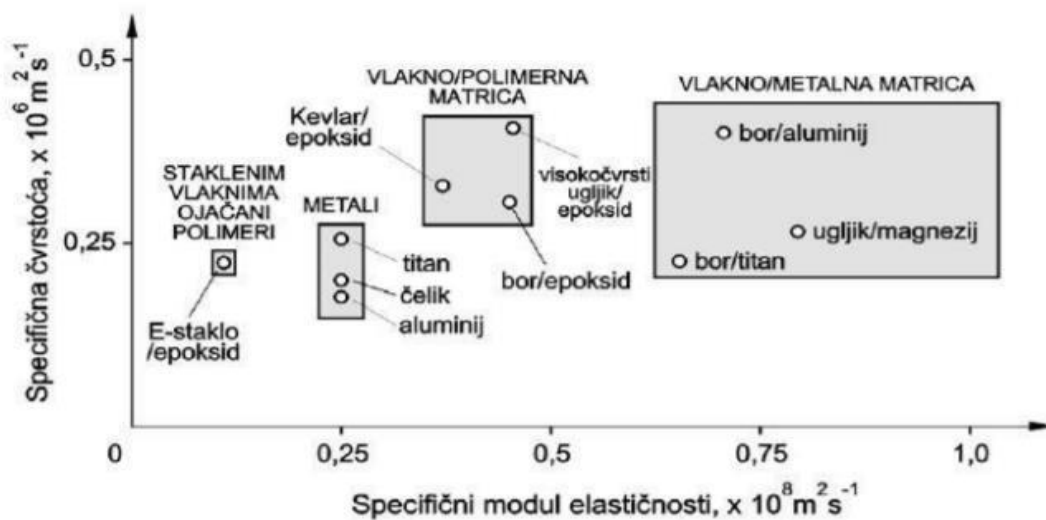 Specifična čvrstoća, x 10⁶ m² s⁻¹
0,5
0,25
STAKLENIM
VLAKNIMA
OJAČANI
POLIMERI
E-staklo
/epoksid
METALI
titan
čelik
aluminij
VLAKNO/POLIMERNA
MATRICA
Kevlar/
epoksid
visokočvrsti
ugljik/
epoksid
bor/epoksid
VLAKNO/METALNA MATRICA
bor/aluminij
ugljik/magnezij
bor/titan
0
0,25
0,5
0,75
1,0
Specifični modul elastičnosti, x 10⁸ m² s⁻¹